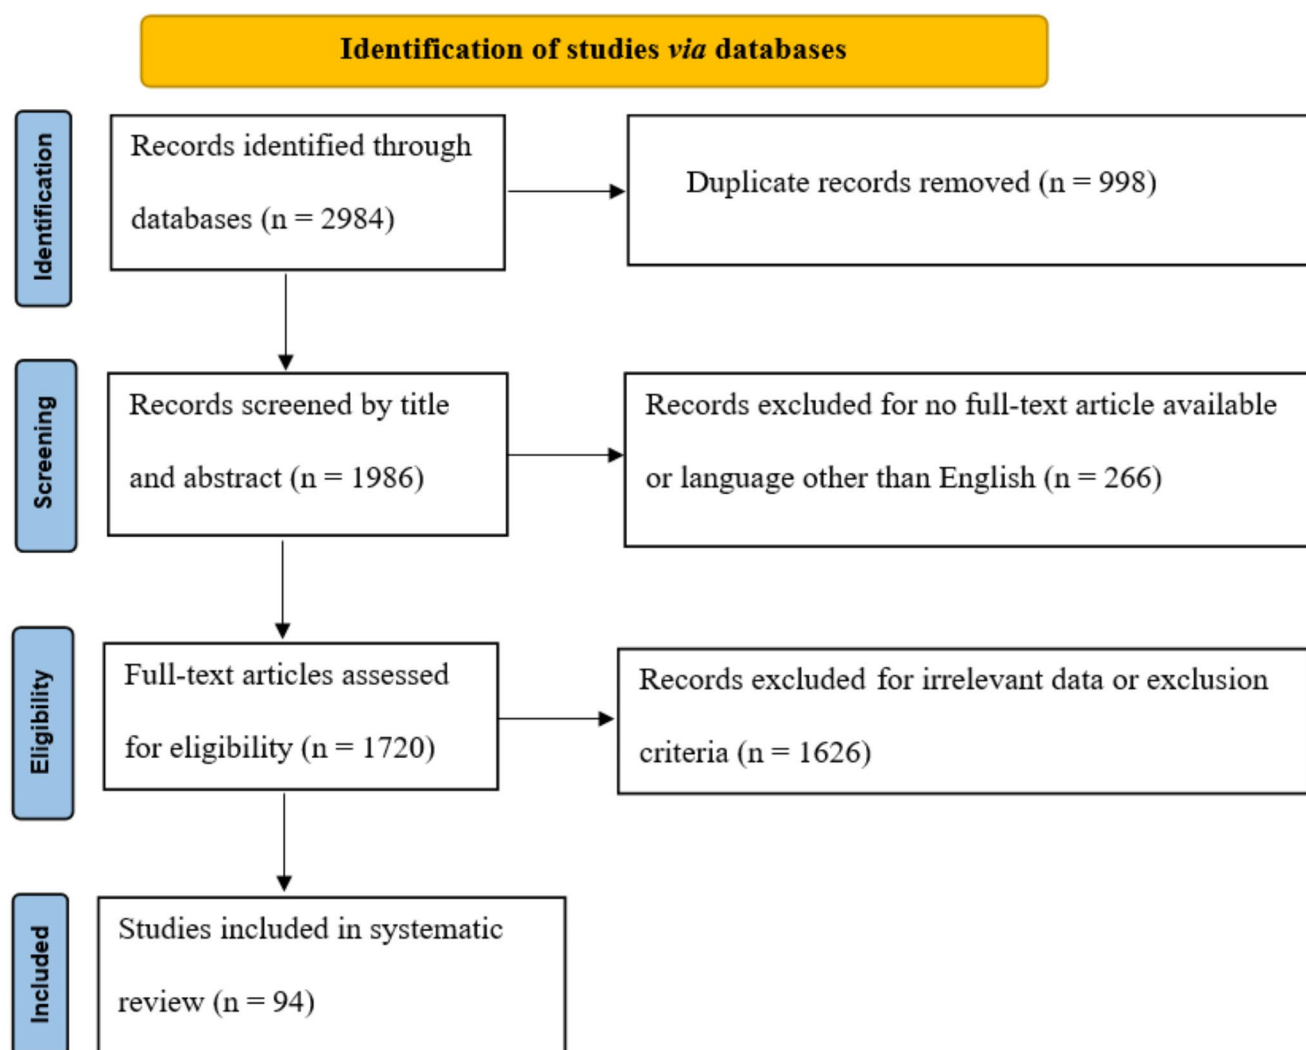 Identification of studies via databases
Identification
Records identified through
databases (n = 2984)
Duplicate records removed (n = 998)
Screening
Records screened by title
and abstract (n = 1986)
Records excluded for no full-text article available
or language other than English (n = 266)
Eligibility
Full-text articles assessed
for eligibility (n = 1720)
Records excluded for irrelevant data or exclusion
criteria (n = 1626)
Included
Studies included in systematic
review (n = 94)